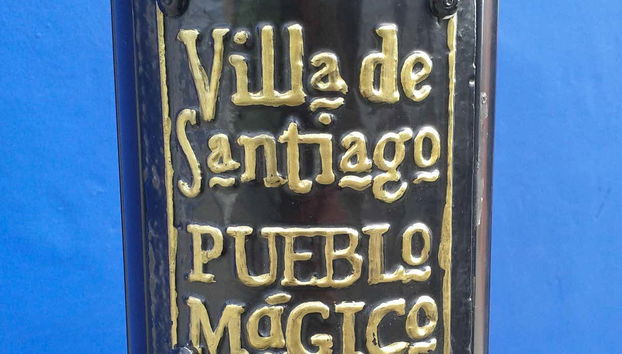 Villa de
Santiago
PUEBLO
MáGICO